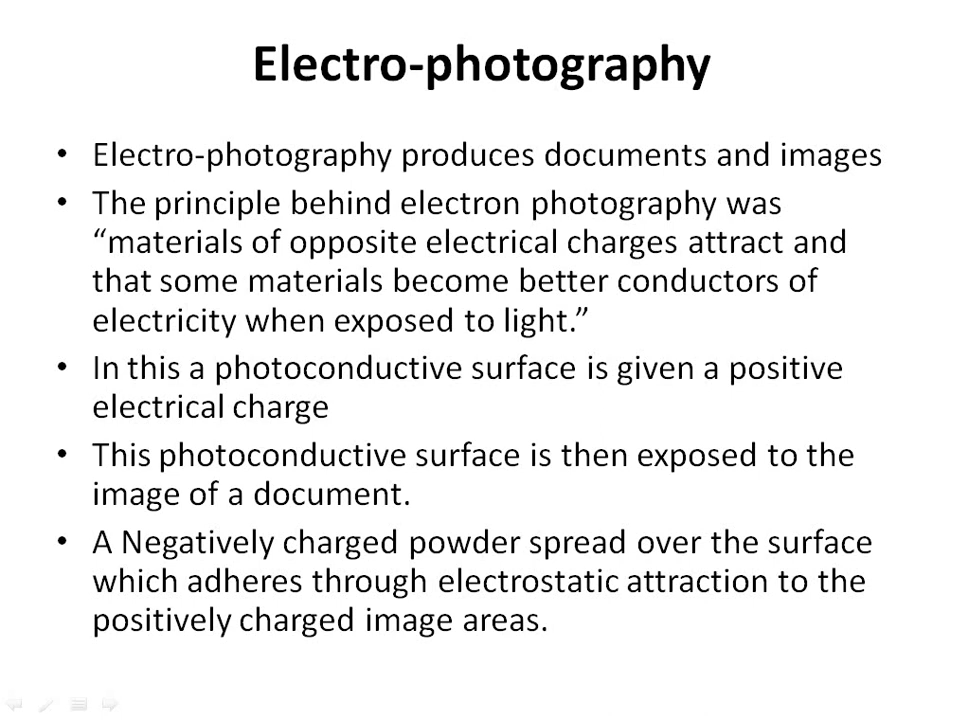 Electro-photography
• Electro-photography produces documents and images
• The principle behind electron photography was
“materials of opposite electrical charges attract and
that some materials become better conductors of
electricity when exposed to light.”
• In this a photoconductive surface is given a positive
electrical charge
• This photoconductive surface is then exposed to the
image of a document.
• A Negatively charged powder spread over the surface
which adheres through electrostatic attraction to the
positively charged image areas.